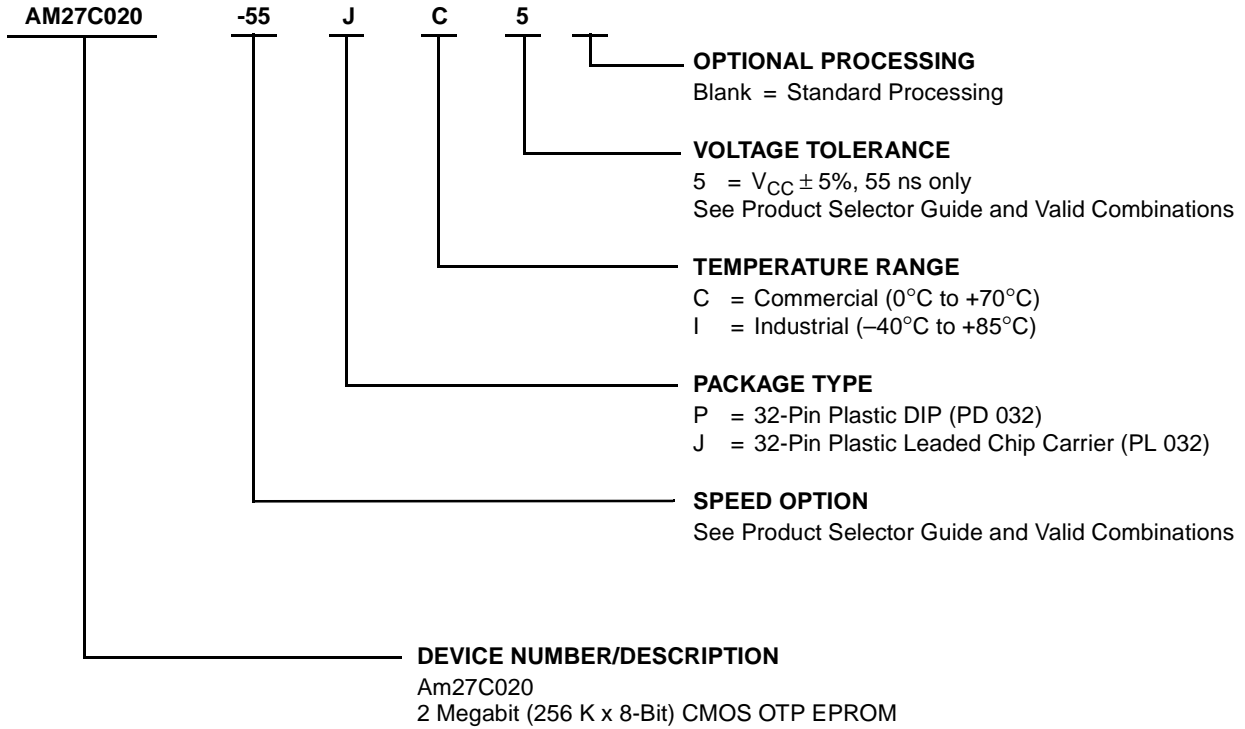 AM27C020 -55 J C 5
OPTIONAL PROCESSING
Blank = Standard Processing
VOLTAGE TOLERANCE
5 = VCC ± 5%, 55 ns only
See Product Selector Guide and Valid Combinations
TEMPERATURE RANGE
C = Commercial (0°C to +70°C)
I = Industrial (–40°C to +85°C)
PACKAGE TYPE
P = 32-Pin Plastic DIP (PD 032)
J = 32-Pin Plastic Leaded Chip Carrier (PL 032)
SPEED OPTION
See Product Selector Guide and Valid Combinations
DEVICE NUMBER/DESCRIPTION
Am27C020
2 Megabit (256 K x 8-Bit) CMOS OTP EPROM